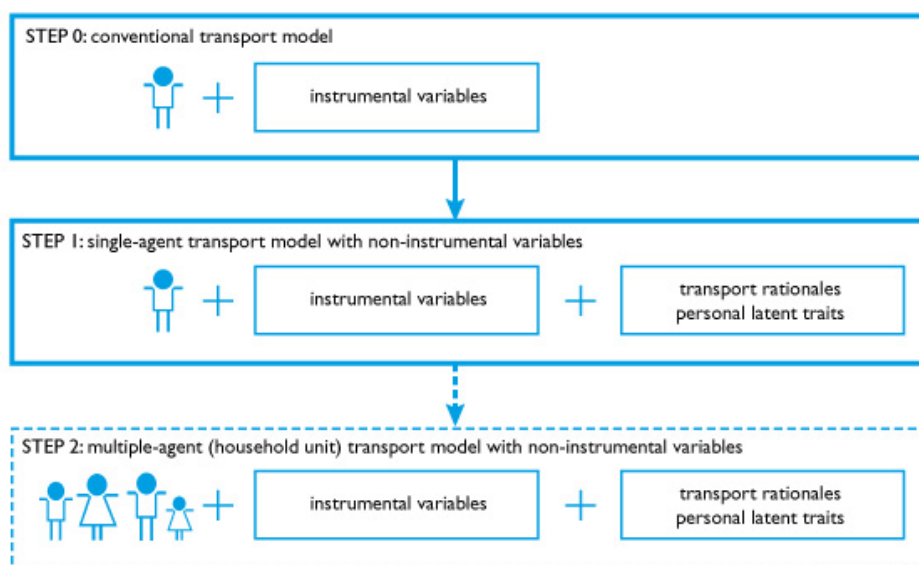 STEP 0: conventional transport model
instrumental variables
STEP 1: single-agent transport model with non-instrumental variables
instrumental variables
transport rationales
personal latent traits
STEP 2: multiple-agent (household unit) transport model with non-instrumental variables
instrumental variables
transport rationales
personal latent traits